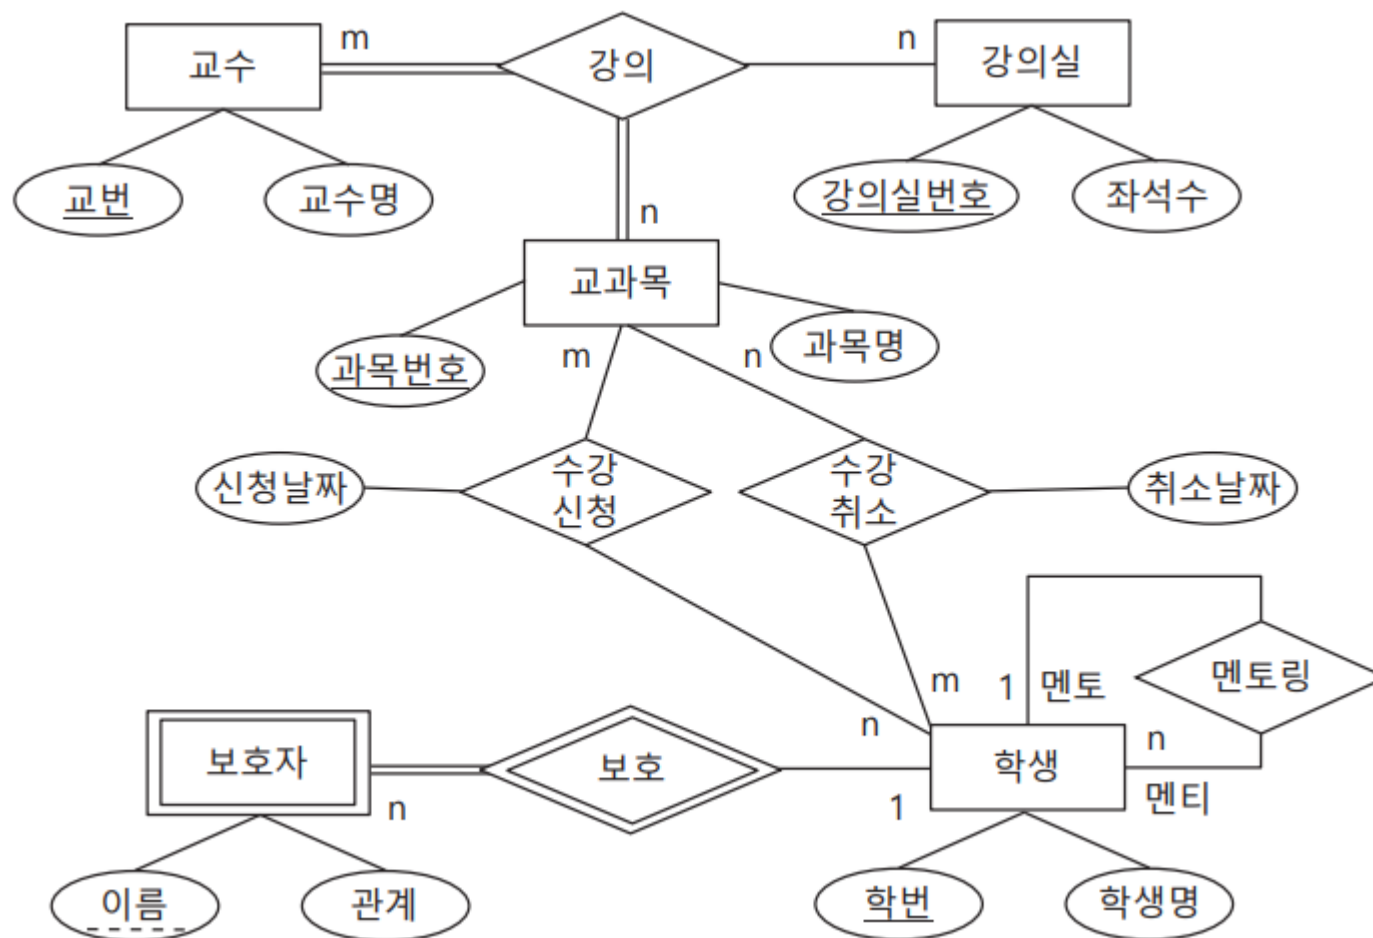 교수
m
강의
n
강의실
교번
교수명
강의실번호
좌석수
n
교과목
과목번호
m
n
과목명
신청날짜
수강
신청
수강
취소
취소날짜
멘토링
m
1
멘토
n
n
보호자
n
보호
1
학생
멘티
이름
관계
학번
학생명